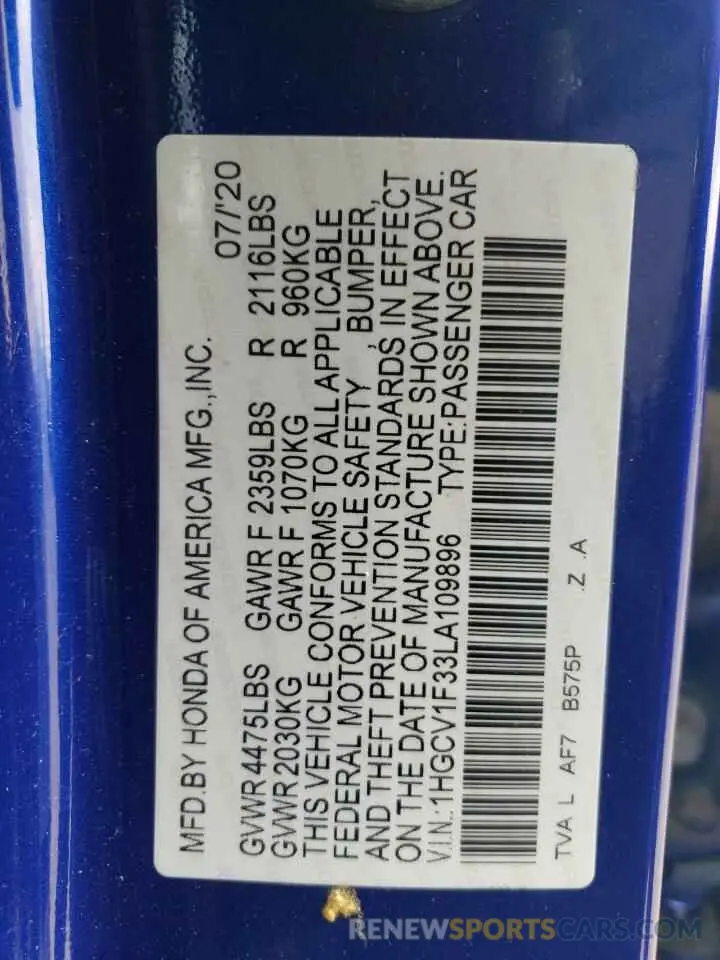 MFD.BY HONDA OF AMERICA MFG.,INC. 07/'20
GVWR 4475LBS GAWR F 2359LBS R 2116LBS
GVWR 2030KG GAWR F 1070KG R 960KG
THIS VEHICLE CONFORMS TO ALL APPLICABLE
FEDERAL MOTOR VEHICLE SAFETY , BUMPER,
AND THEFT PREVENTION STANDARDS IN EFFECT
ON THE DATE OF MANUFACTURE SHOWN ABOVE.
V.I.N.:1HGCV1F33LA109896 TYPE:PASSENGER CAR
TVA L AF7 B575P .Z .A
RENEWSPORTSCARS.COM